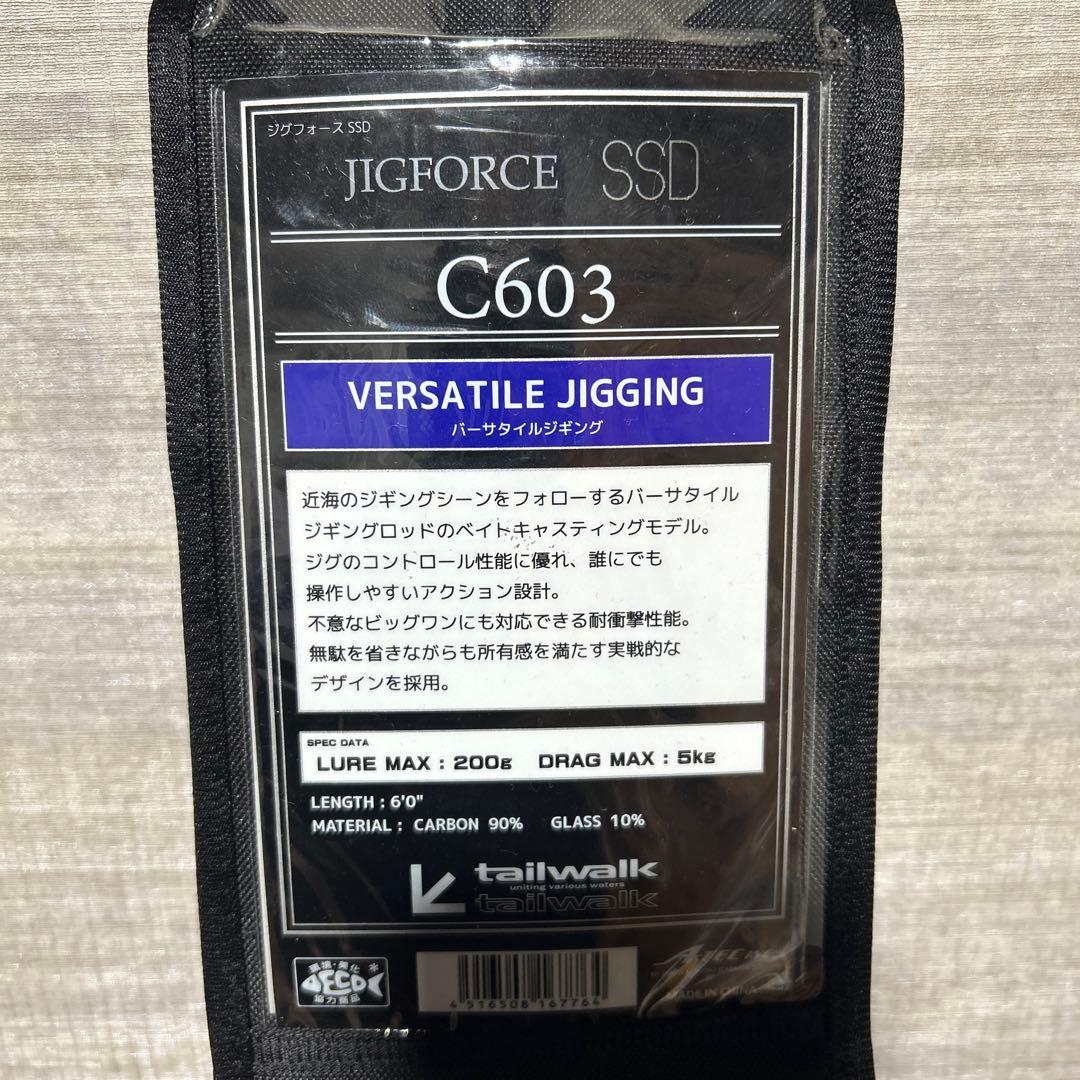 ジグフォース SSD
JIGFORCE SSD
C603
VERSATILE JIGGING
バーサタイルジギング
近海のジギングシーンをフォローするバーサタイル
ジギングロッドのベイトキャスティングモデル。
ジグのコントロール性能に優れ、誰にでも
操作しやすいアクション設計。
不意なビッグワンにも対応できる耐衝撃性能。
無駄を省きながらも所有感を満たす実戦的な
デザインを採用。
SPEC DATA
LURE MAX : 200g DRAG MAX : 5kg
LENGTH : 6'0"
MATERIAL : CARBON 90% GLASS 10%
tailwalk
uniting various waters
tailwalk
環境・美化
協力商品
4 516508 167764
MADE IN CHINA